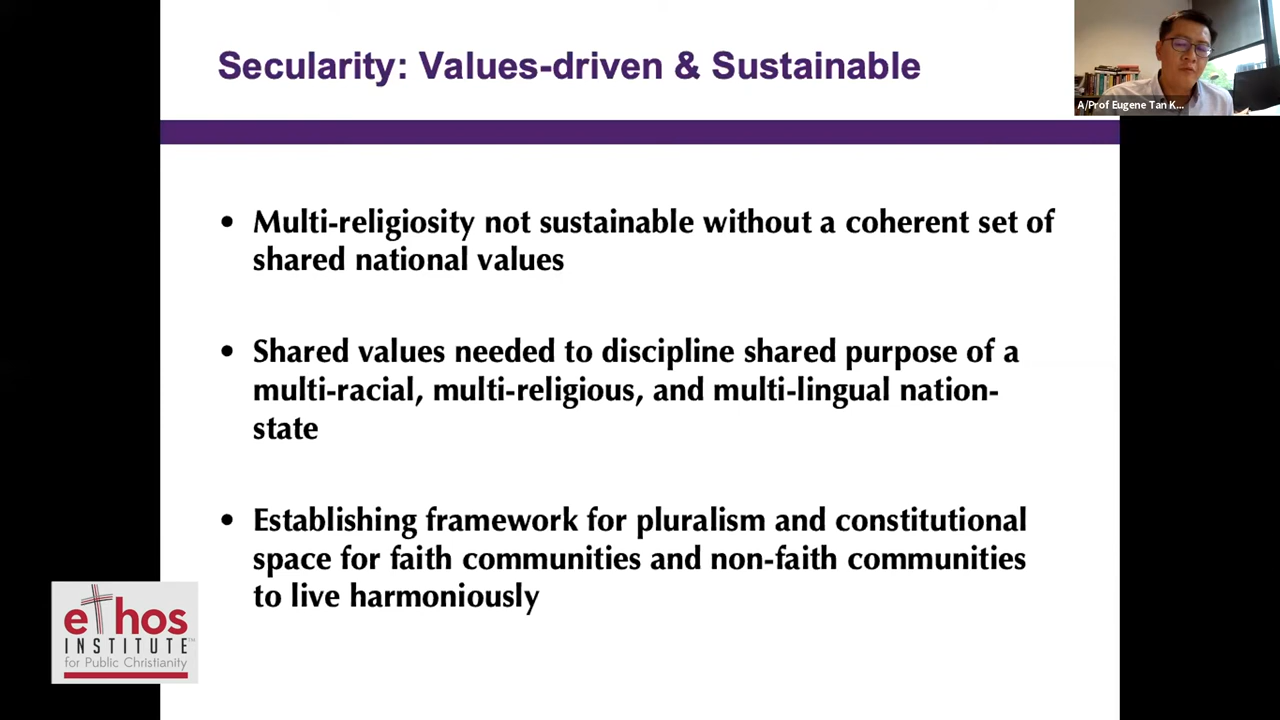 Secularity: Values-driven & Sustainable
A/Prof Eugene Tan K...
• Multi-religiosity not sustainable without a coherent set of
shared national values
• Shared values needed to discipline shared purpose of a
multi-racial, multi-religious, and multi-lingual nation-
state
• Establishing framework for pluralism and constitutional
space for faith communities and non-faith communities
to live harmoniously
ethos
INSTITUTE™
for Public Christianity